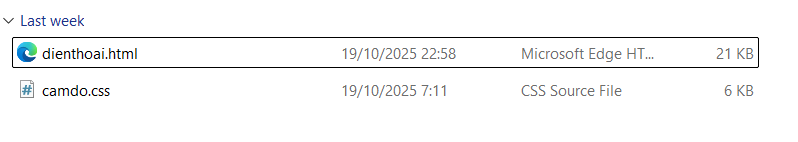 Last week
dienthoai.html 19/10/2025 22:58 Microsoft Edge HT... 21 KB
camdo.css 19/10/2025 7:11 CSS Source File 6 KB